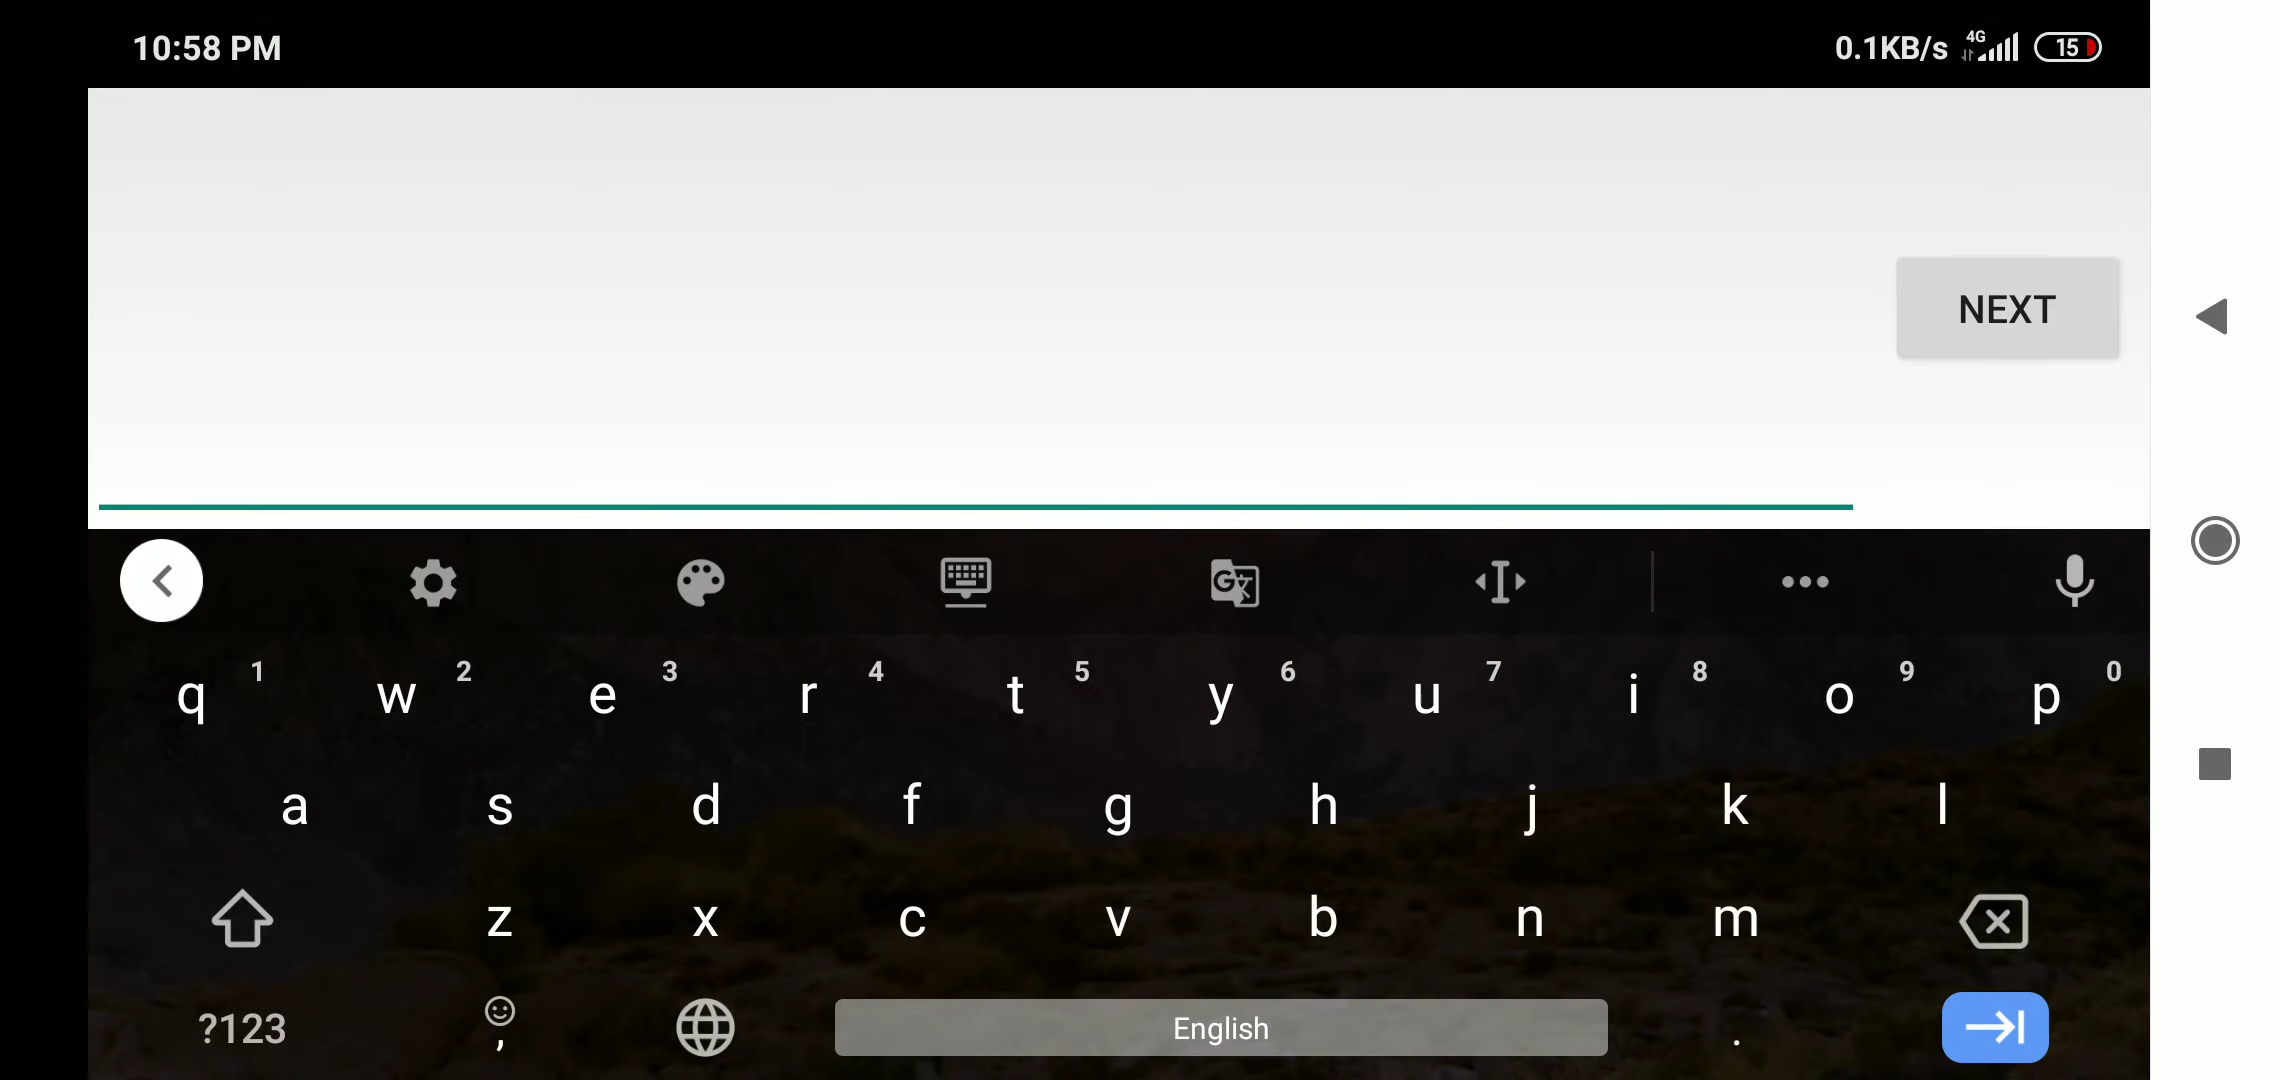 10:58 PM 0.1KB/s 4G 15
NEXT
q 1 w 2 e 3 r 4 t 5 y 6 u 7 i 8 o 9 p 0
a s d f g h j k l
z x c v b n m
?123 , English .